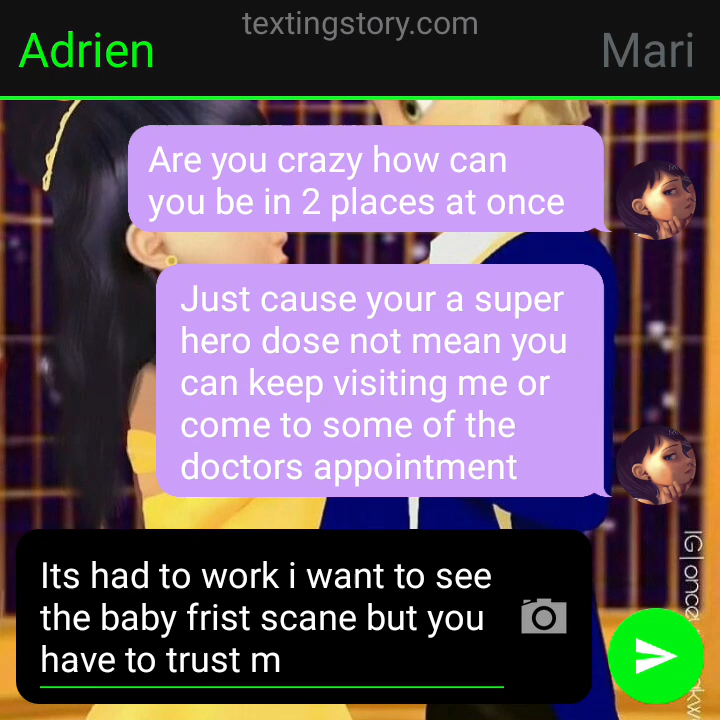 textingstory.com
Adrien
Mari
Are you crazy how can
you be in 2 places at once
Just cause your a super
hero dose not mean you
can keep visiting me or
come to some of the
doctors appointment
Its had to work i want to see
the baby frist scane but you
have to trust m
IG|once